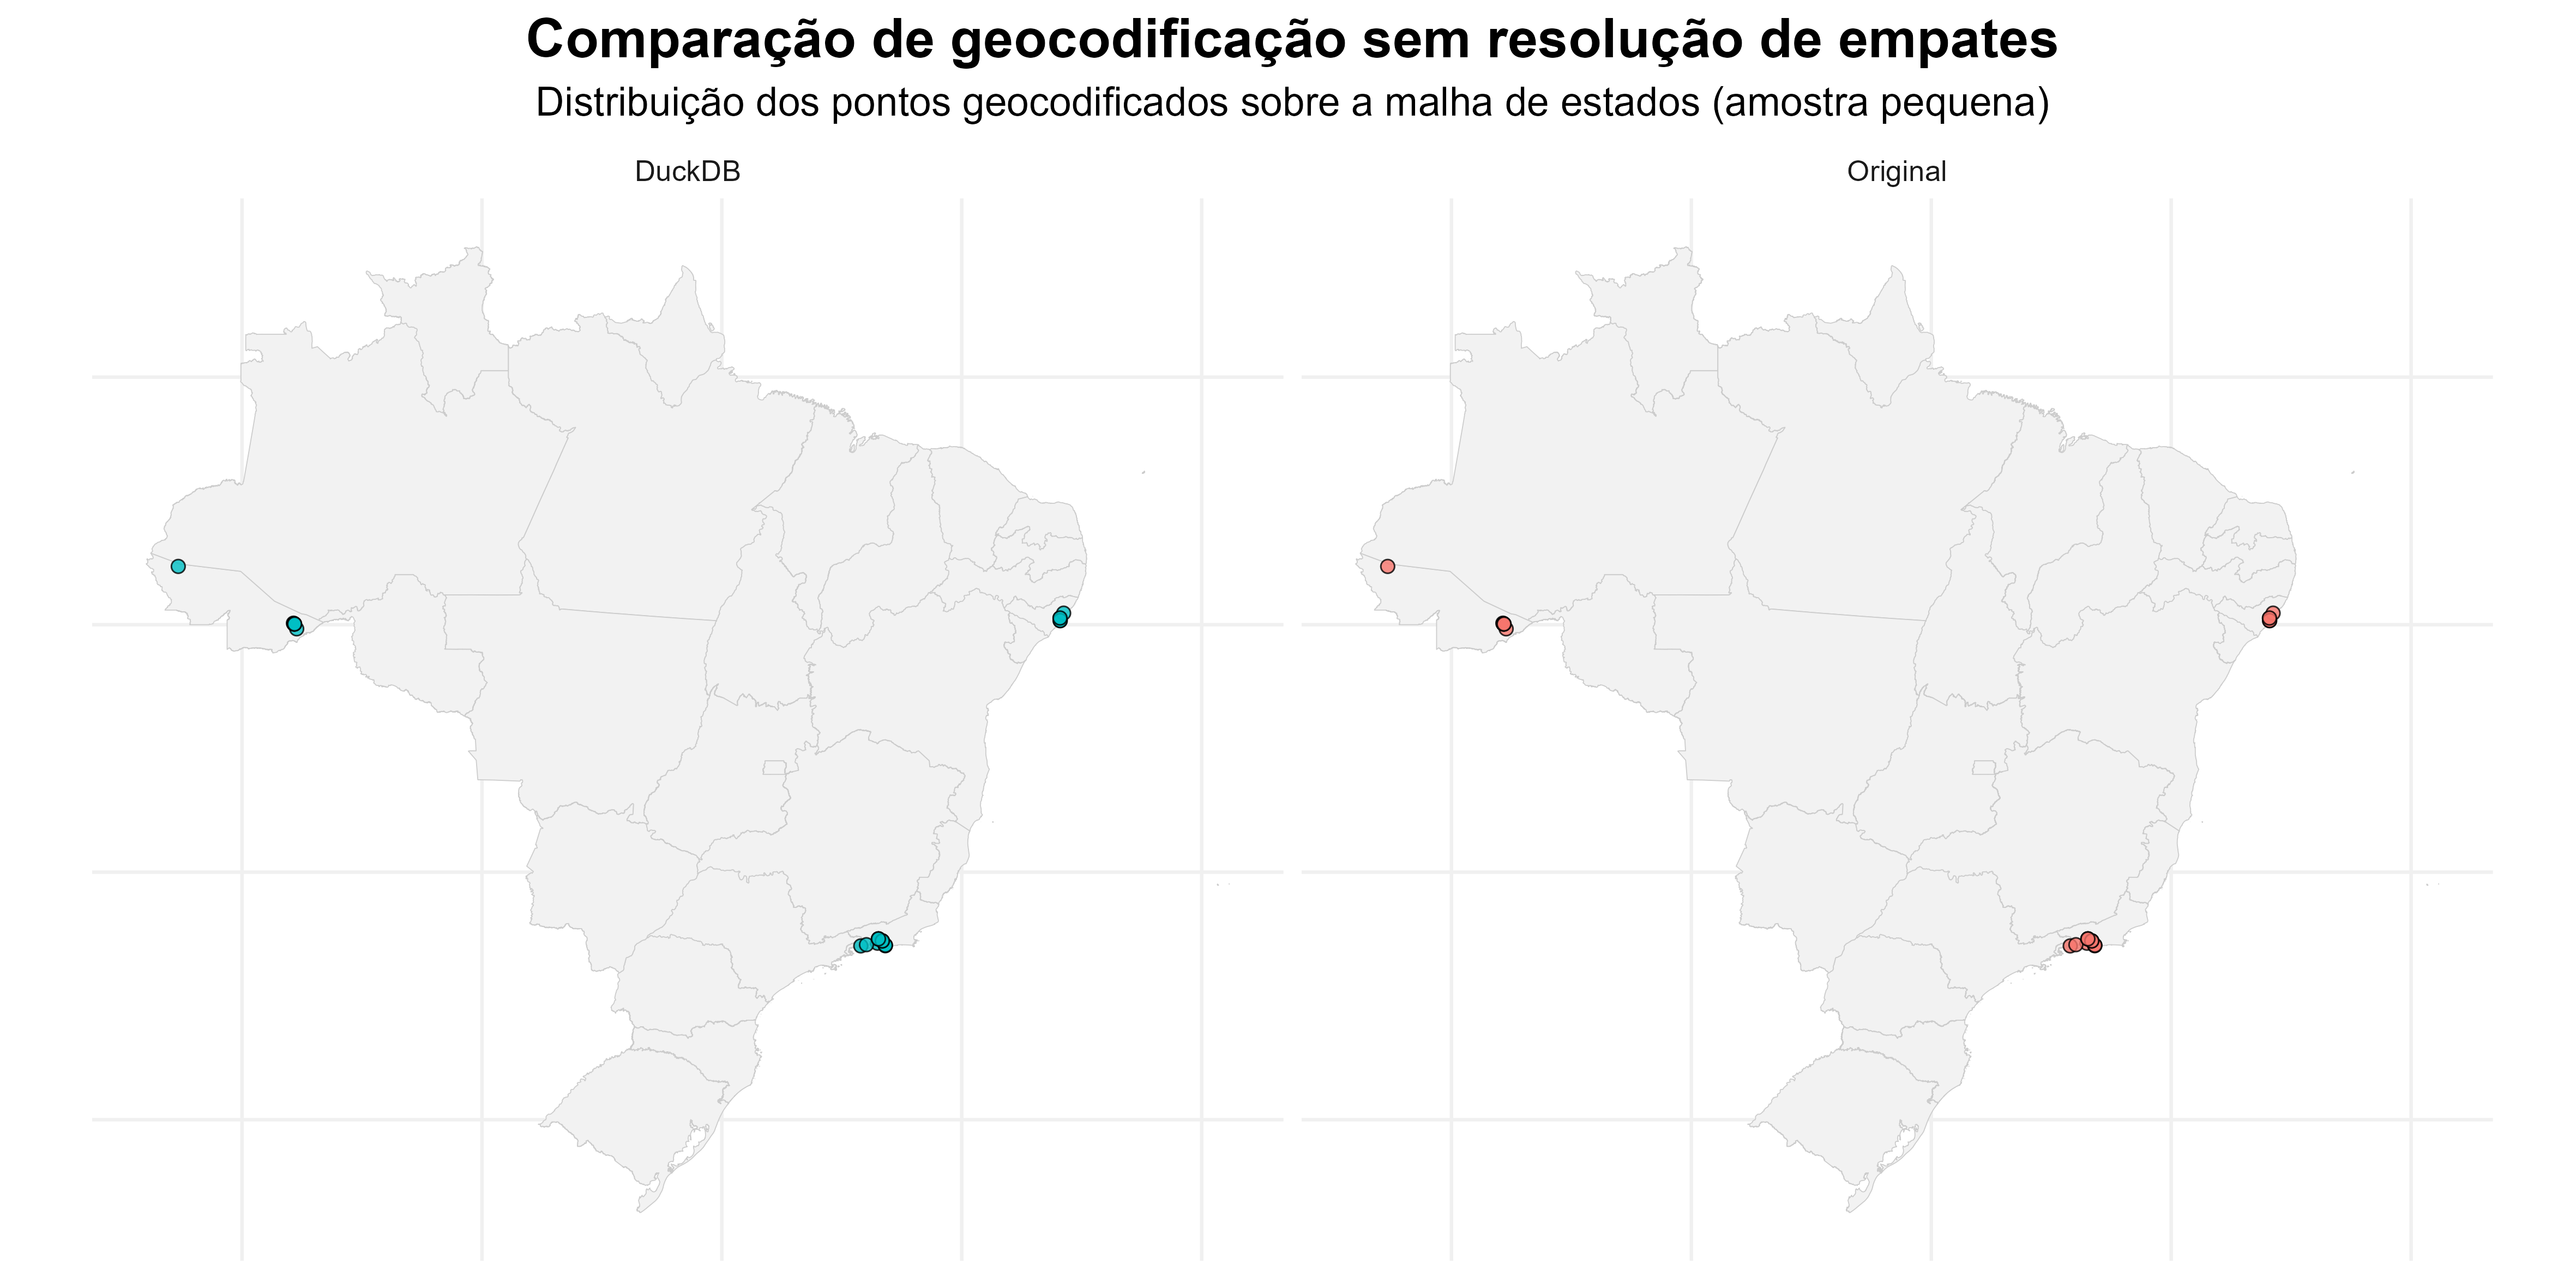 Comparação de geocodificação sem resolução de empates
Distribuição dos pontos geocodificados sobre a malha de estados (amostra pequena)
DuckDB
Original